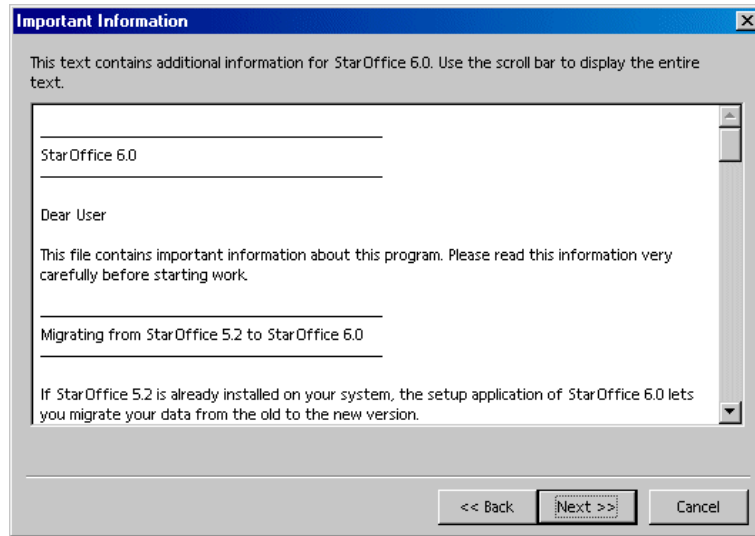 Important Information
This text contains additional information for StarOffice 6.0. Use the scroll bar to display the entire
text.
StarOffice 6.0
Dear User
This file contains important information about this program. Please read this information very
carefully before starting work.
Migrating from StarOffice 5.2 to StarOffice 6.0
If StarOffice 5.2 is already installed on your system, the setup application of StarOffice 6.0 lets
you migrate your data from the old to the new version.
<< Back Next >> Cancel